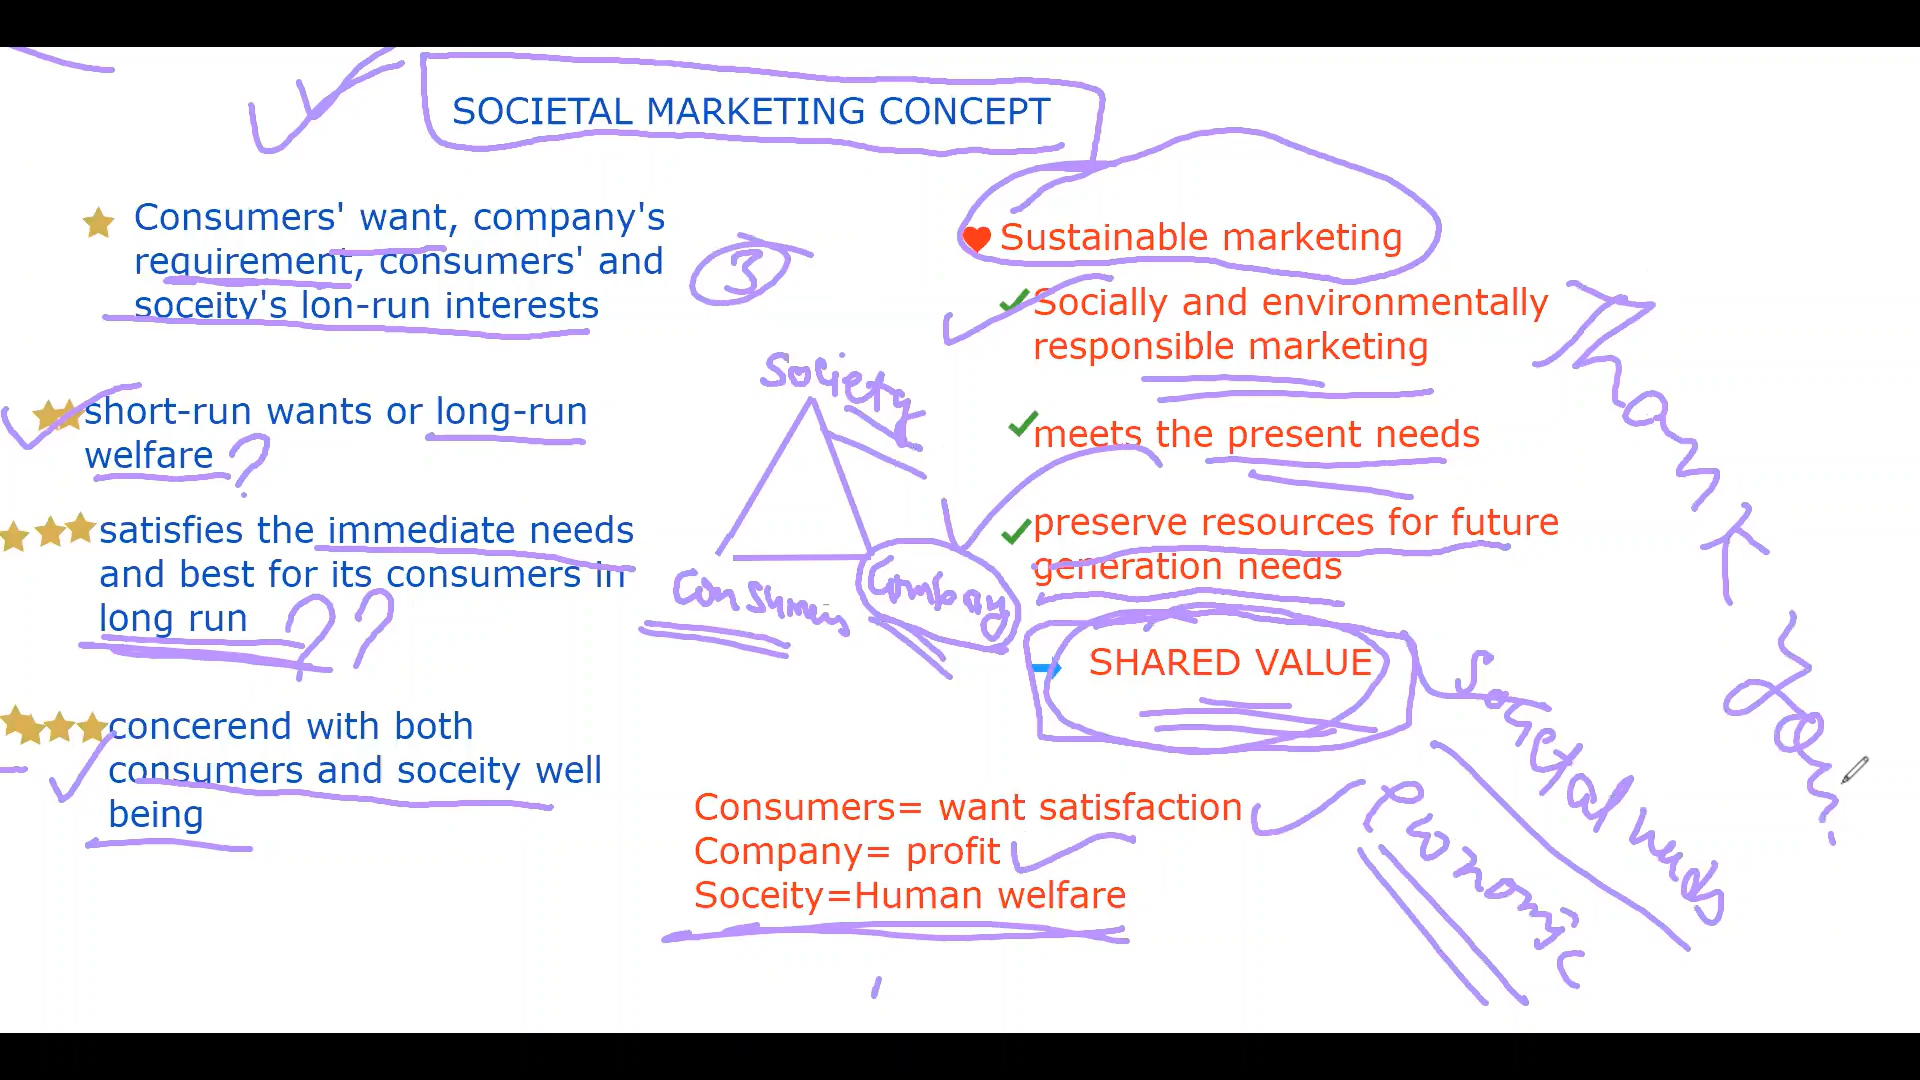 SOCIETAL MARKETING CONCEPT
Consumers' want, company's
requirement, consumers' and
soceity's lon-run interests
short-run wants or long-run
welfare ?
satisfies the immediate needs
and best for its consumers in
long run ??
concerend with both
consumers and soceity well
being
3
Society
Consumers
Company
Sustainable marketing
Socially and environmentally
responsible marketing
meets the present needs
preserve resources for future
generation needs
SHARED VALUE
Societal needs
Economic
Consumers= want satisfaction
Company= profit
Soceity=Human welfare
Thank You